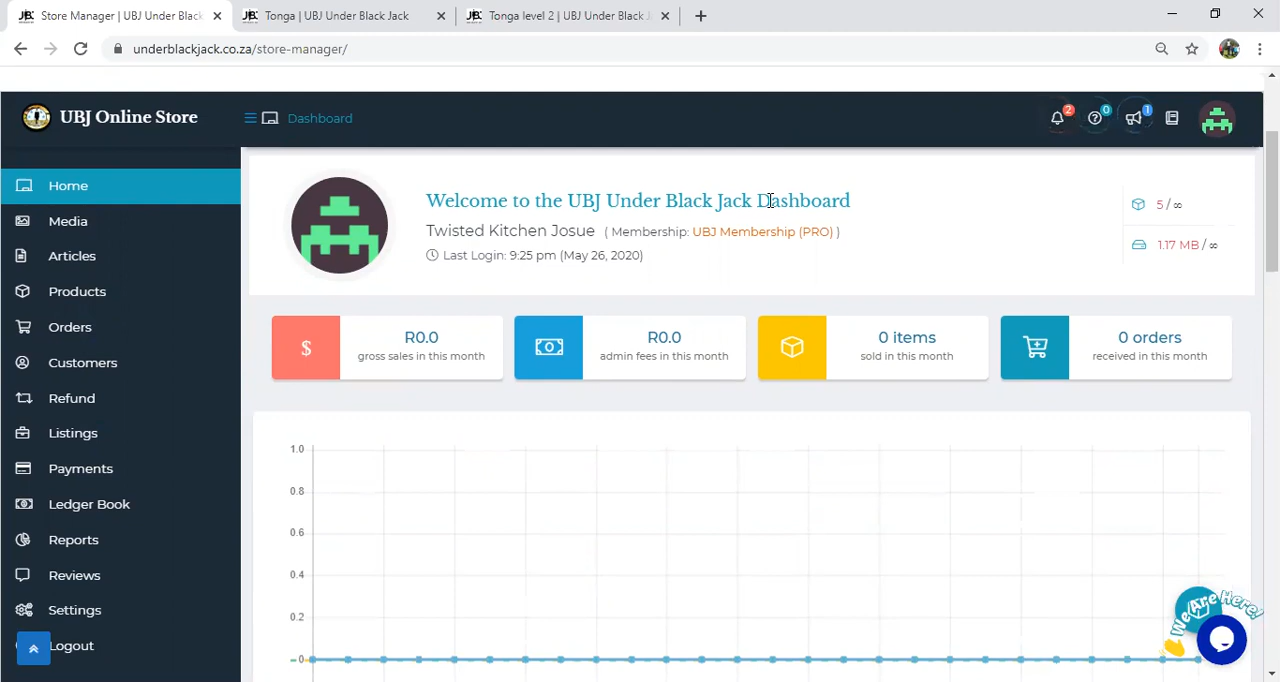 Store Manager | UBJ Under Black
Tonga | UBJ Under Black Jack
Tonga level 2 | UBJ Under Black J
underblackjack.co.za/store-manager/
UBJ Online Store
Dashboard
2
0
1
Home
Media
Articles
Products
Orders
Customers
Refund
Listings
Payments
Ledger Book
Reports
Reviews
Settings
Logout
Welcome to the UBJ Under Black Jack Dashboard
Twisted Kitchen Josue ( Membership: UBJ Membership (PRO) )
Last Login: 9:25 pm (May 26, 2020)
5 / ∞
1.17 MB / ∞
$
R0.0
gross sales in this month
R0.0
admin fees in this month
0 items
sold in this month
0 orders
received in this month
1.0
0.8
0.6
0.4
0.2
0
We Are Here!